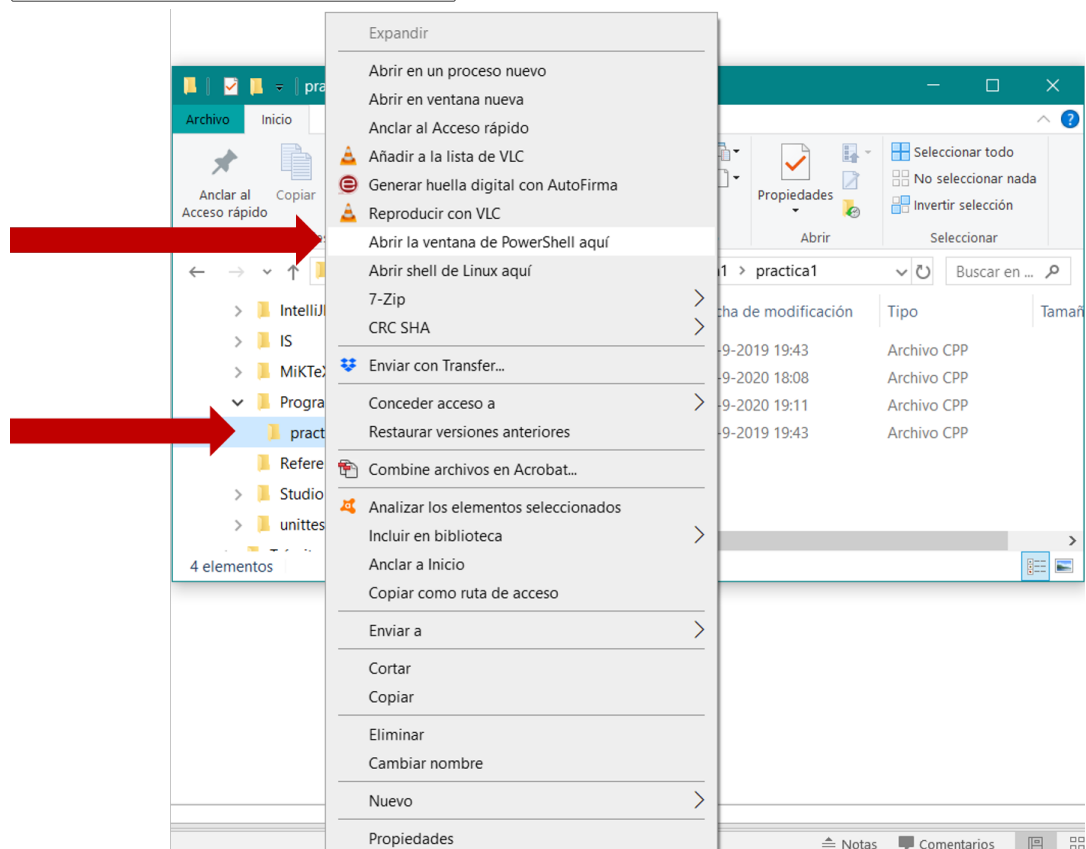 Expandir
Abrir en un proceso nuevo
Abrir en ventana nueva
Anclar al Acceso rápido
Añadir a la lista de VLC
Generar huella digital con AutoFirma
Reproducir con VLC
Abrir la ventana de PowerShell aquí
Abrir shell de Linux aquí
7-Zip
CRC SHA
Enviar con Transfer...
Conceder acceso a
Restaurar versiones anteriores
Combine archivos en Acrobat...
Analizar los elementos seleccionados
Incluir en biblioteca
Anclar a Inicio
Copiar como ruta de acceso
Enviar a
Cortar
Copiar
Eliminar
Cambiar nombre
Nuevo
Propiedades
pra
Archivo
Inicio
Anclar al
Acceso rápido
Copiar
Propiedades
Abrir
Seleccionar todo
No seleccionar nada
Invertir selección
Seleccionar
1 > practica1
Buscar en ...
IntelliJ
IS
MiKTe
Progra
pract
Refere
Studio
unittes
4 elementos
cha de modificación
Tipo
Tamañ
-9-2019 19:43
Archivo CPP
-9-2020 18:08
Archivo CPP
-9-2020 19:11
Archivo CPP
-9-2019 19:43
Archivo CPP
Notas
Comentarios